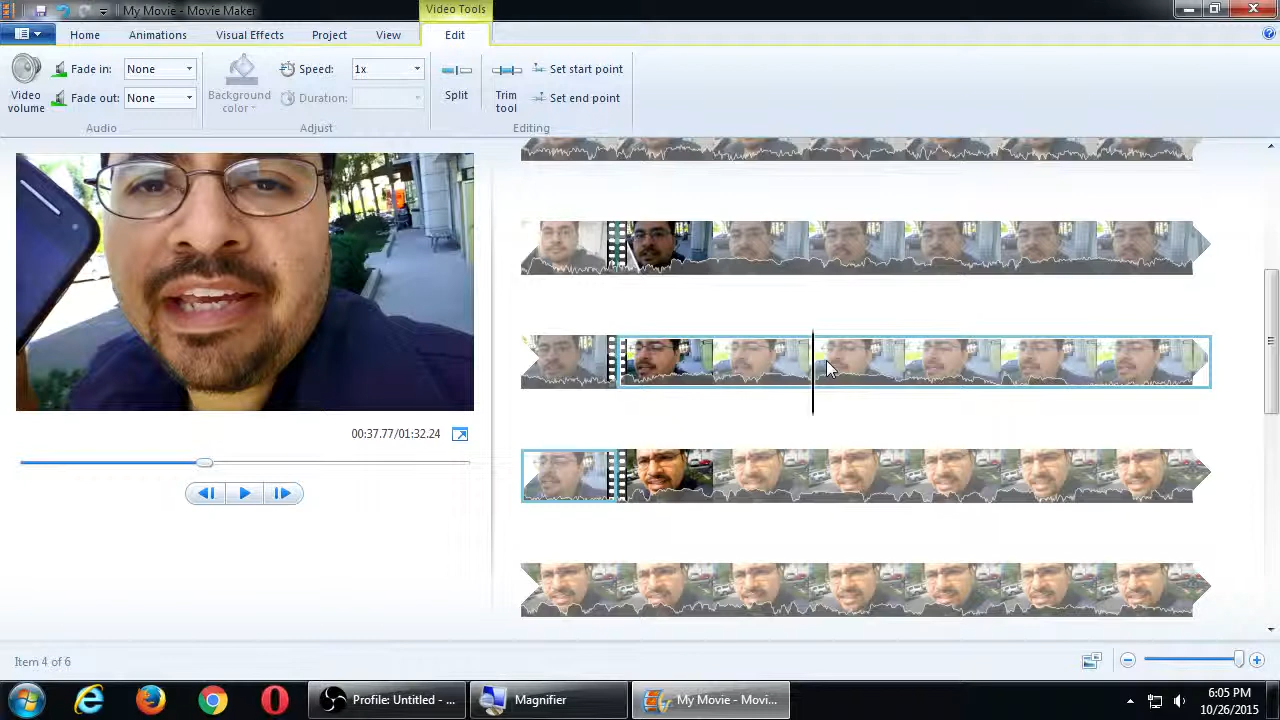 My Movie - Movie Maker
Video Tools
Home
Animations
Visual Effects
Project
View
Edit
Video volume
Fade in:
None
Fade out:
None
Audio
Background color
Speed:
1x
Duration:
Adjust
Split
Trim tool
Set start point
Set end point
Editing
00:37.77/01:32.24
Item 4 of 6
Profile: Untitled - ...
Magnifier
My Movie - Movi...
6:05 PM
10/26/2015